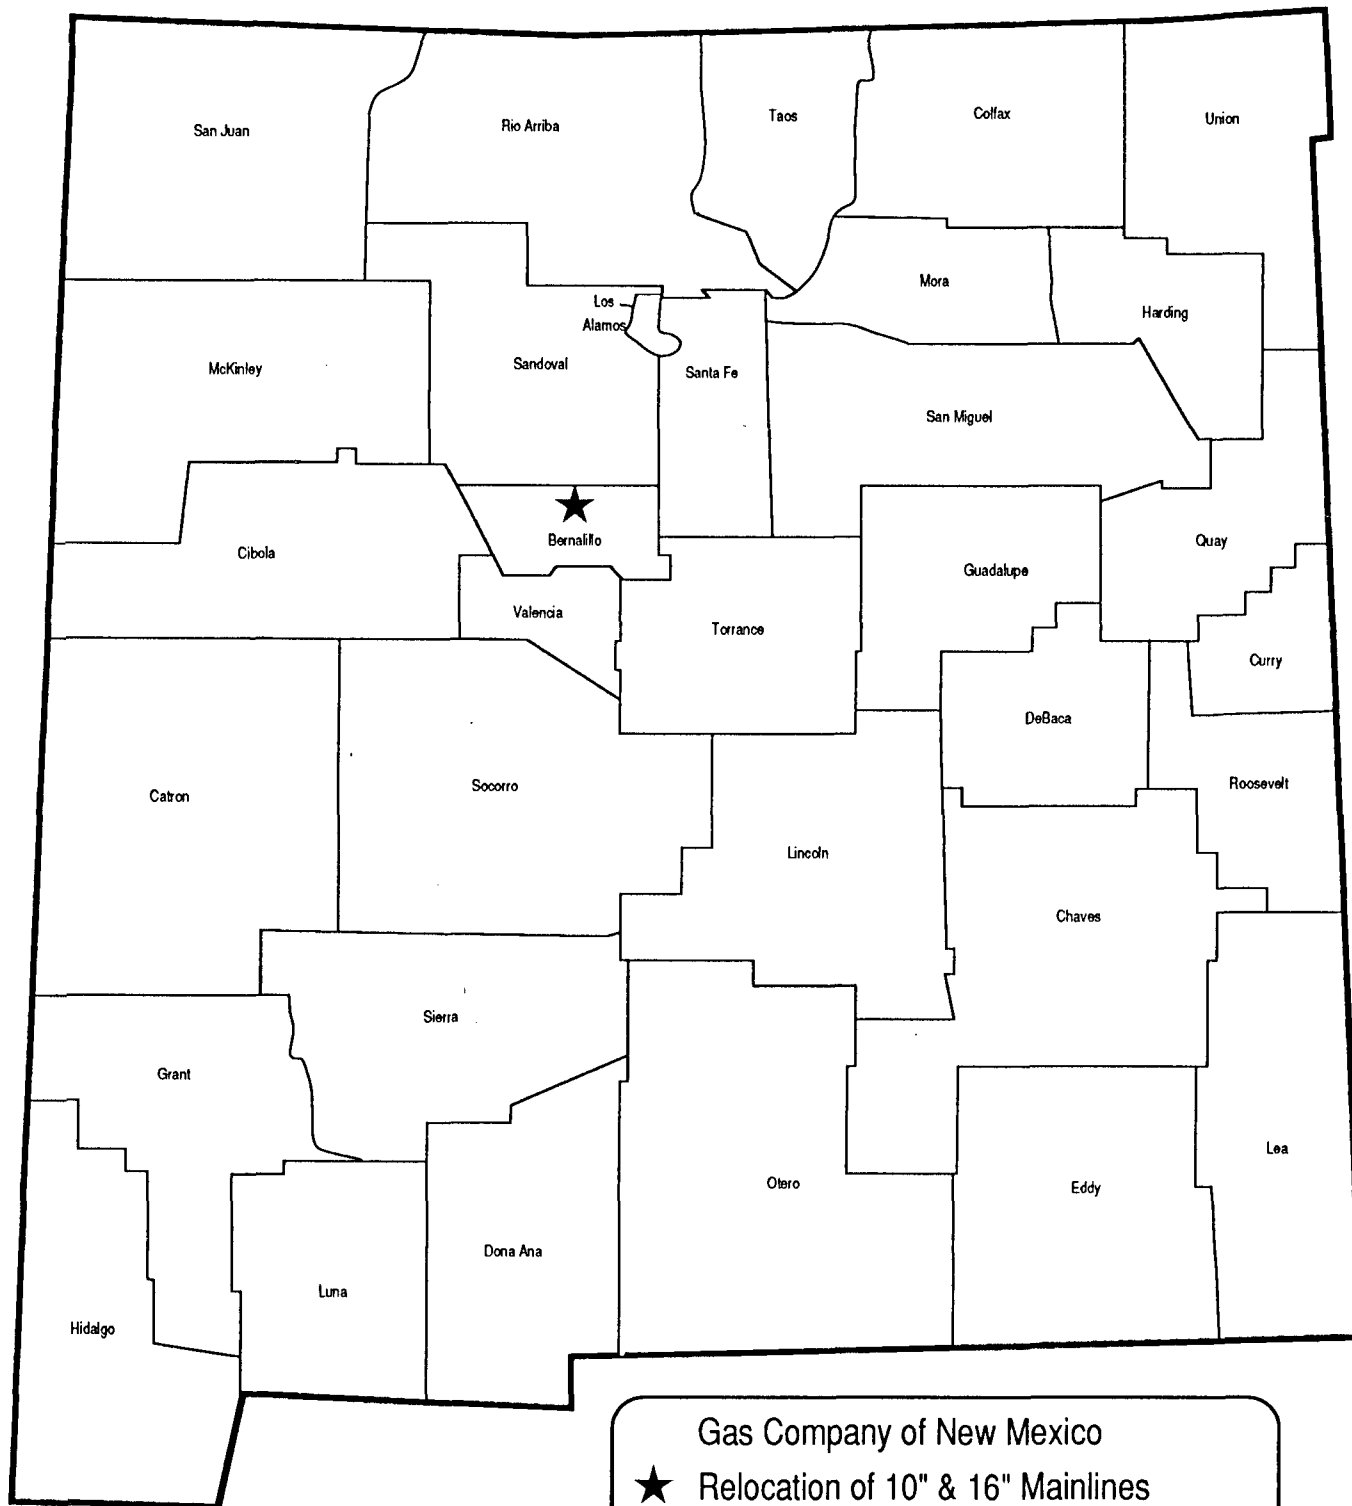 San Juan
Rio Arriba
Taos
Colfax
Union
Mora
Harding
Los
Alamos
McKinley
Sandoval
Santa Fe
San Miguel
Cibola
Bernalillo
Quay
Guadalupe
Valencia
Torrance
Curry
DeBaca
Catron
Socorro
Roosevelt
Lincoln
Chaves
Sierra
Grant
Lea
Otero
Eddy
Dona Ana
Luna
Hidalgo
Gas Company of New Mexico
★ Relocation of 10" & 16" Mainlines